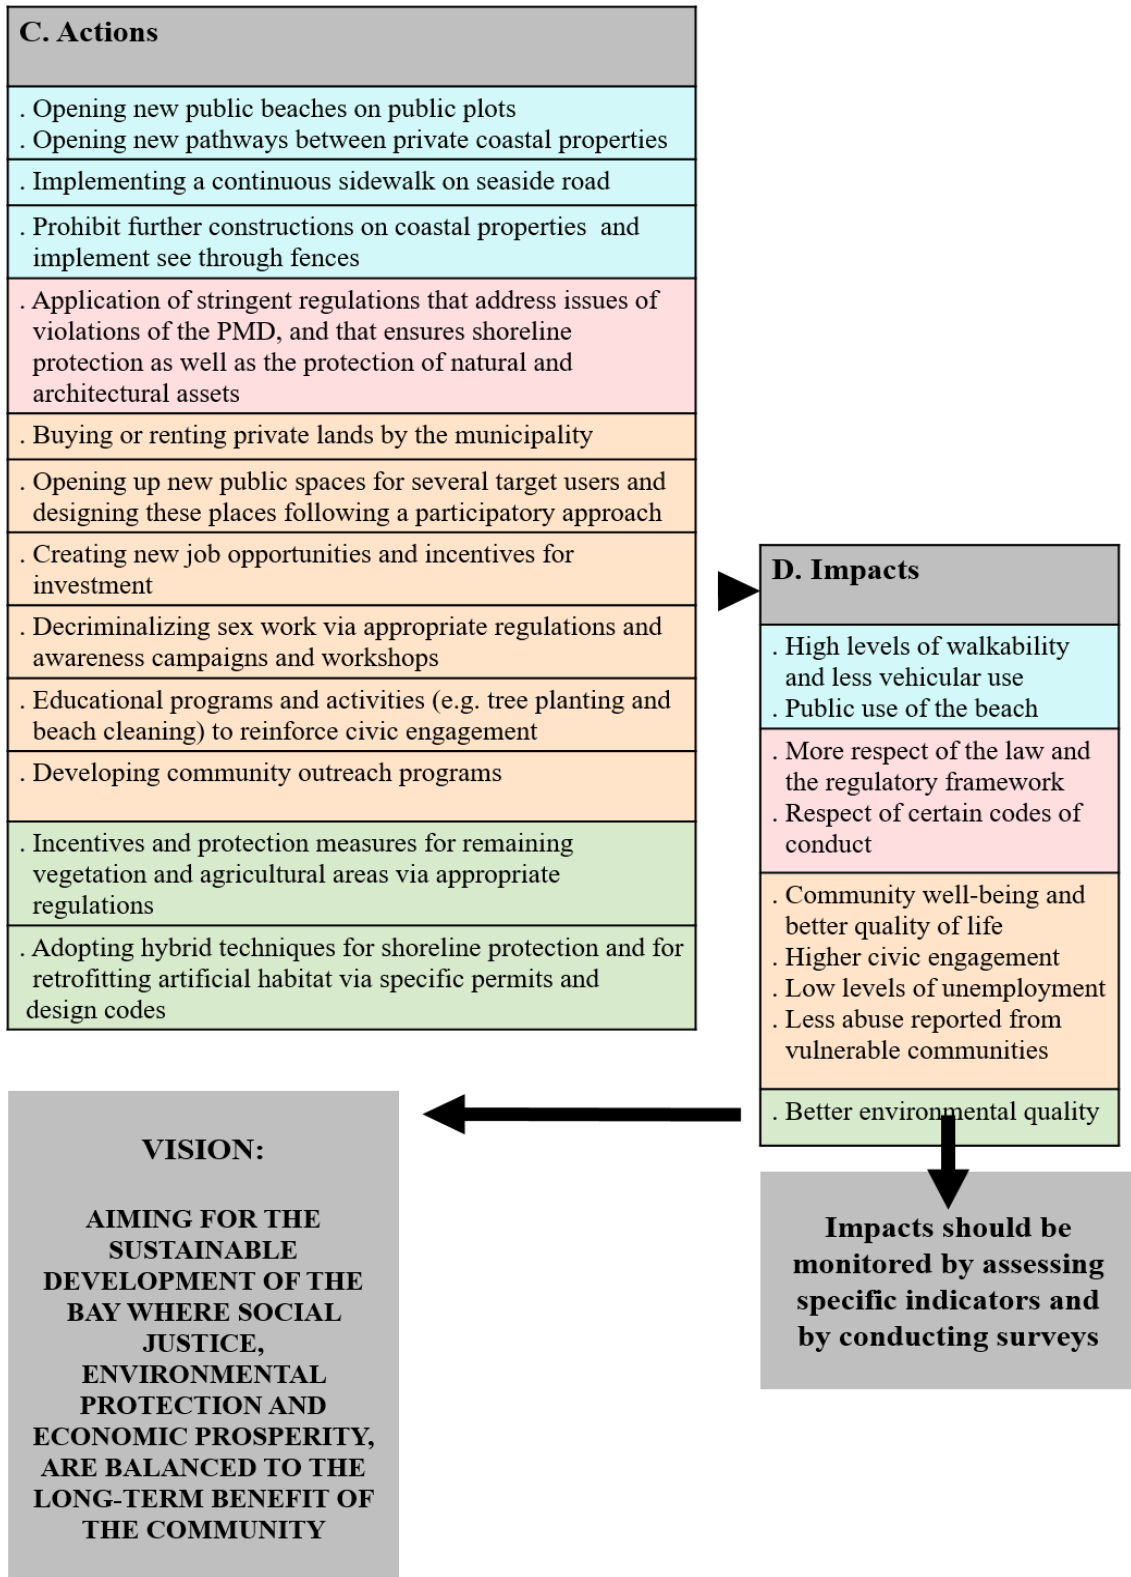 C. Actions
. Opening new public beaches on public plots
. Opening new pathways between private coastal properties
. Implementing a continuous sidewalk on seaside road
. Prohibit further constructions on coastal properties and
implement see through fences
. Application of stringent regulations that address issues of
violations of the PMD, and that ensures shoreline
protection as well as the protection of natural and
architectural assets
. Buying or renting private lands by the municipality
. Opening up new public spaces for several target users and
designing these places following a participatory approach
. Creating new job opportunities and incentives for
investment
. Decriminalizing sex work via appropriate regulations and
awareness campaigns and workshops
. Educational programs and activities (e.g. tree planting and
beach cleaning) to reinforce civic engagement
. Developing community outreach programs
. Incentives and protection measures for remaining
vegetation and agricultural areas via appropriate
regulations
. Adopting hybrid techniques for shoreline protection and for
retrofitting artificial habitat via specific permits and
design codes
D. Impacts
. High levels of walkability
and less vehicular use
. Public use of the beach
. More respect of the law and
the regulatory framework
. Respect of certain codes of
conduct
. Community well-being and
better quality of life
. Higher civic engagement
. Low levels of unemployment
. Less abuse reported from
vulnerable communities
. Better environmental quality
Impacts should be
monitored by assessing
specific indicators and
by conducting surveys
VISION:
AIMING FOR THE
SUSTAINABLE
DEVELOPMENT OF THE
BAY WHERE SOCIAL
JUSTICE,
ENVIRONMENTAL
PROTECTION AND
ECONOMIC PROSPERITY,
ARE BALANCED TO THE
LONG-TERM BENEFIT OF
THE COMMUNITY